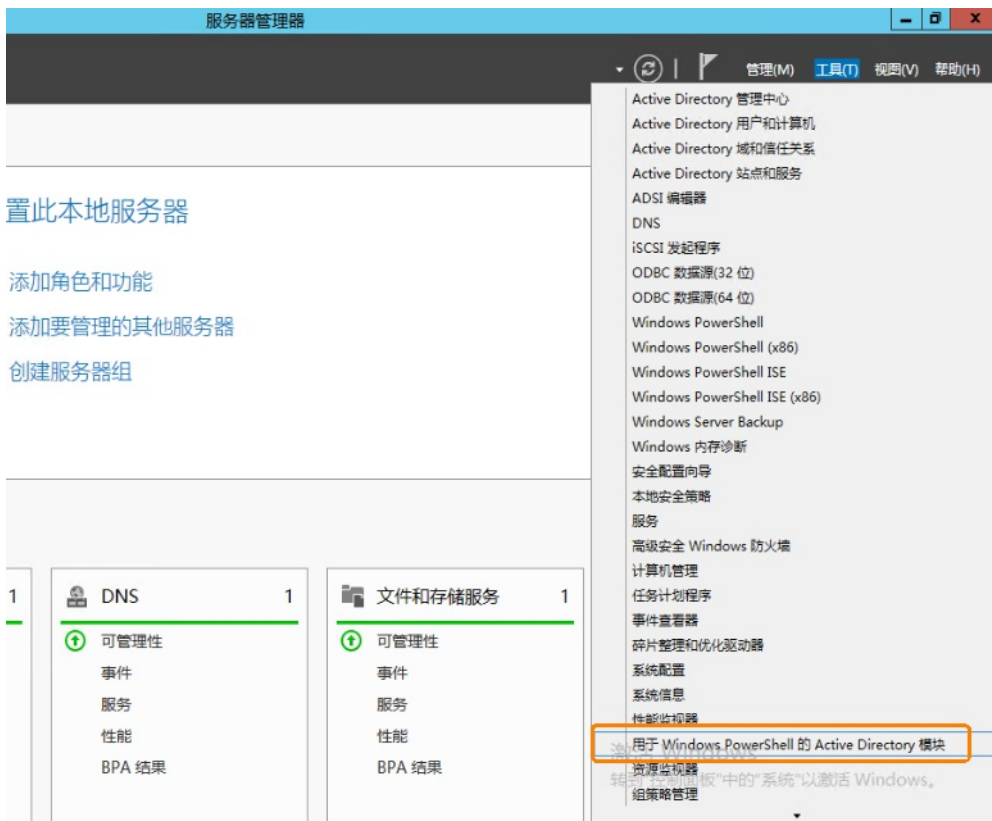 服务器管理器
管理(M) 工具(T) 视图(V) 帮助(H)
置此本地服务器
添加角色和功能
添加要管理的其他服务器
创建服务器组
DNS 1
可管理性
事件
服务
性能
BPA 结果
文件和存储服务 1
可管理性
事件
服务
性能
BPA 结果
1
Active Directory 管理中心
Active Directory 用户和计算机
Active Directory 域和信任关系
Active Directory 站点和服务
ADSI 编辑器
DNS
iSCSI 发起程序
ODBC 数据源(32 位)
ODBC 数据源(64 位)
Windows PowerShell
Windows PowerShell (x86)
Windows PowerShell ISE
Windows PowerShell ISE (x86)
Windows Server Backup
Windows 内存诊断
安全配置向导
本地安全策略
服务
高级安全 Windows 防火墙
计算机管理
任务计划程序
事件查看器
碎片整理和优化驱动器
系统配置
系统信息
性能监视器
用于 Windows PowerShell 的 Active Directory 模块
激活 Windows
资源监视器
转到"控制面板"中的"系统"以激活 Windows。
组策略管理